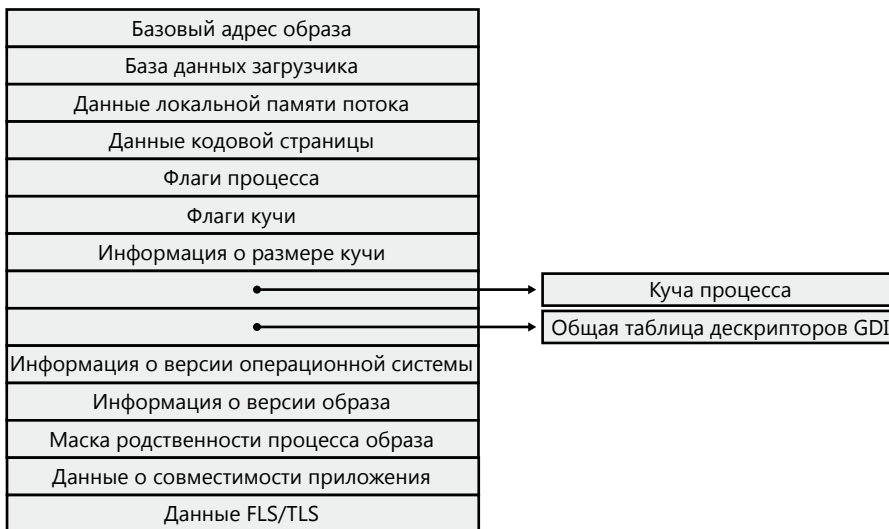 Базовый адрес образа
База данных загрузчика
Данные локальной памяти потока
Данные кодовой страницы
Флаги процесса
Флаги кучи
Информация о размере кучи
Куча процесса
Общая таблица дескрипторов GDI
Информация о версии операционной системы
Информация о версии образа
Маска родственности процесса образа
Данные о совместимости приложения
Данные FLS/TLS